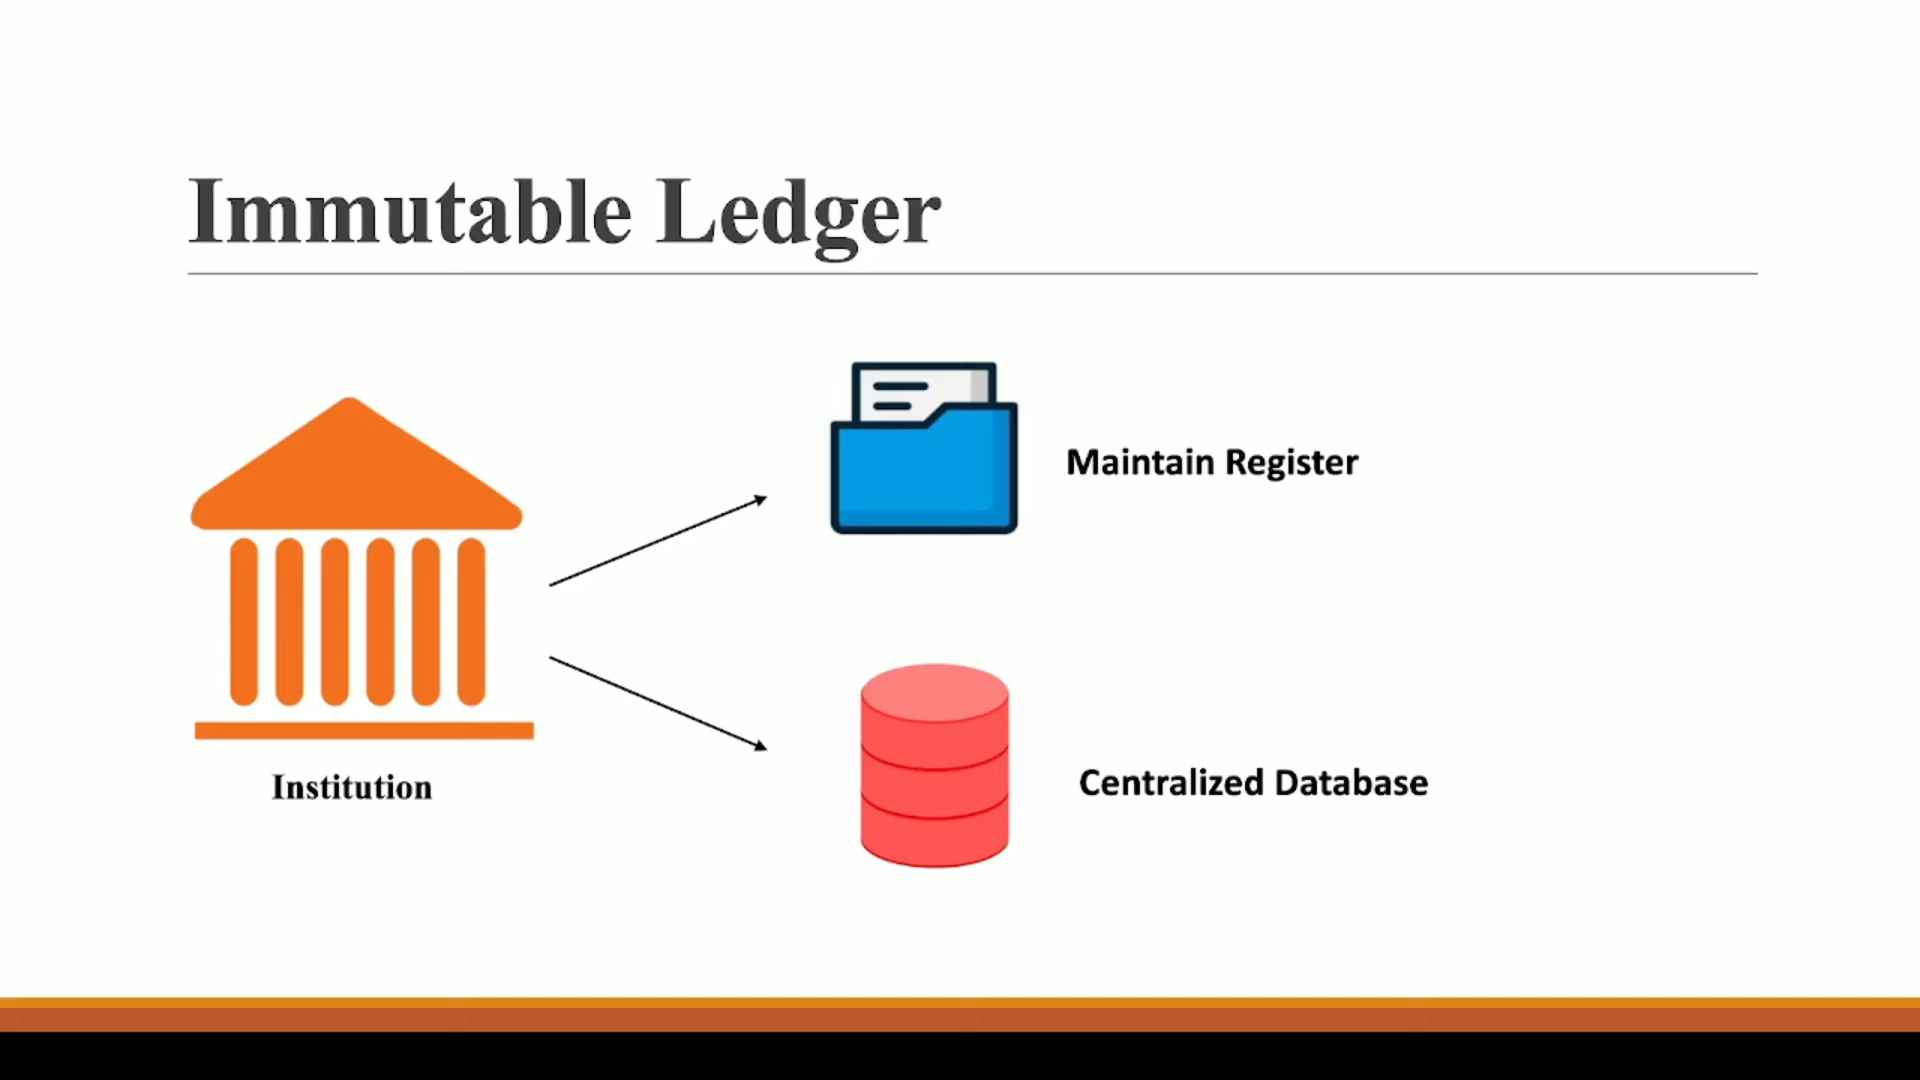 Immutable Ledger
Maintain Register
Institution
Centralized Database